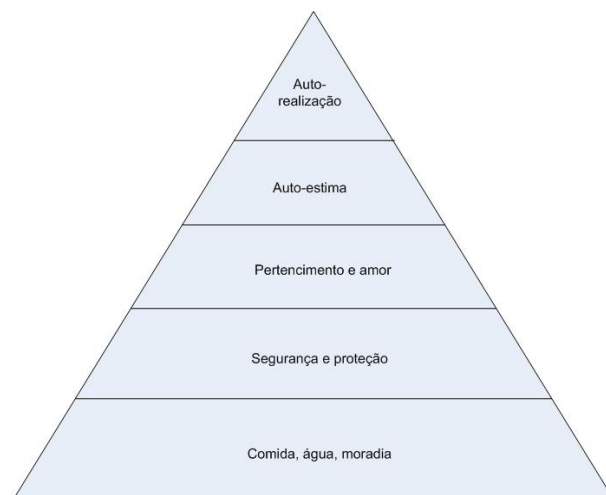 Auto-
realização
Auto-estima
Pertencimento e amor
Segurança e proteção
Comida, água, moradia